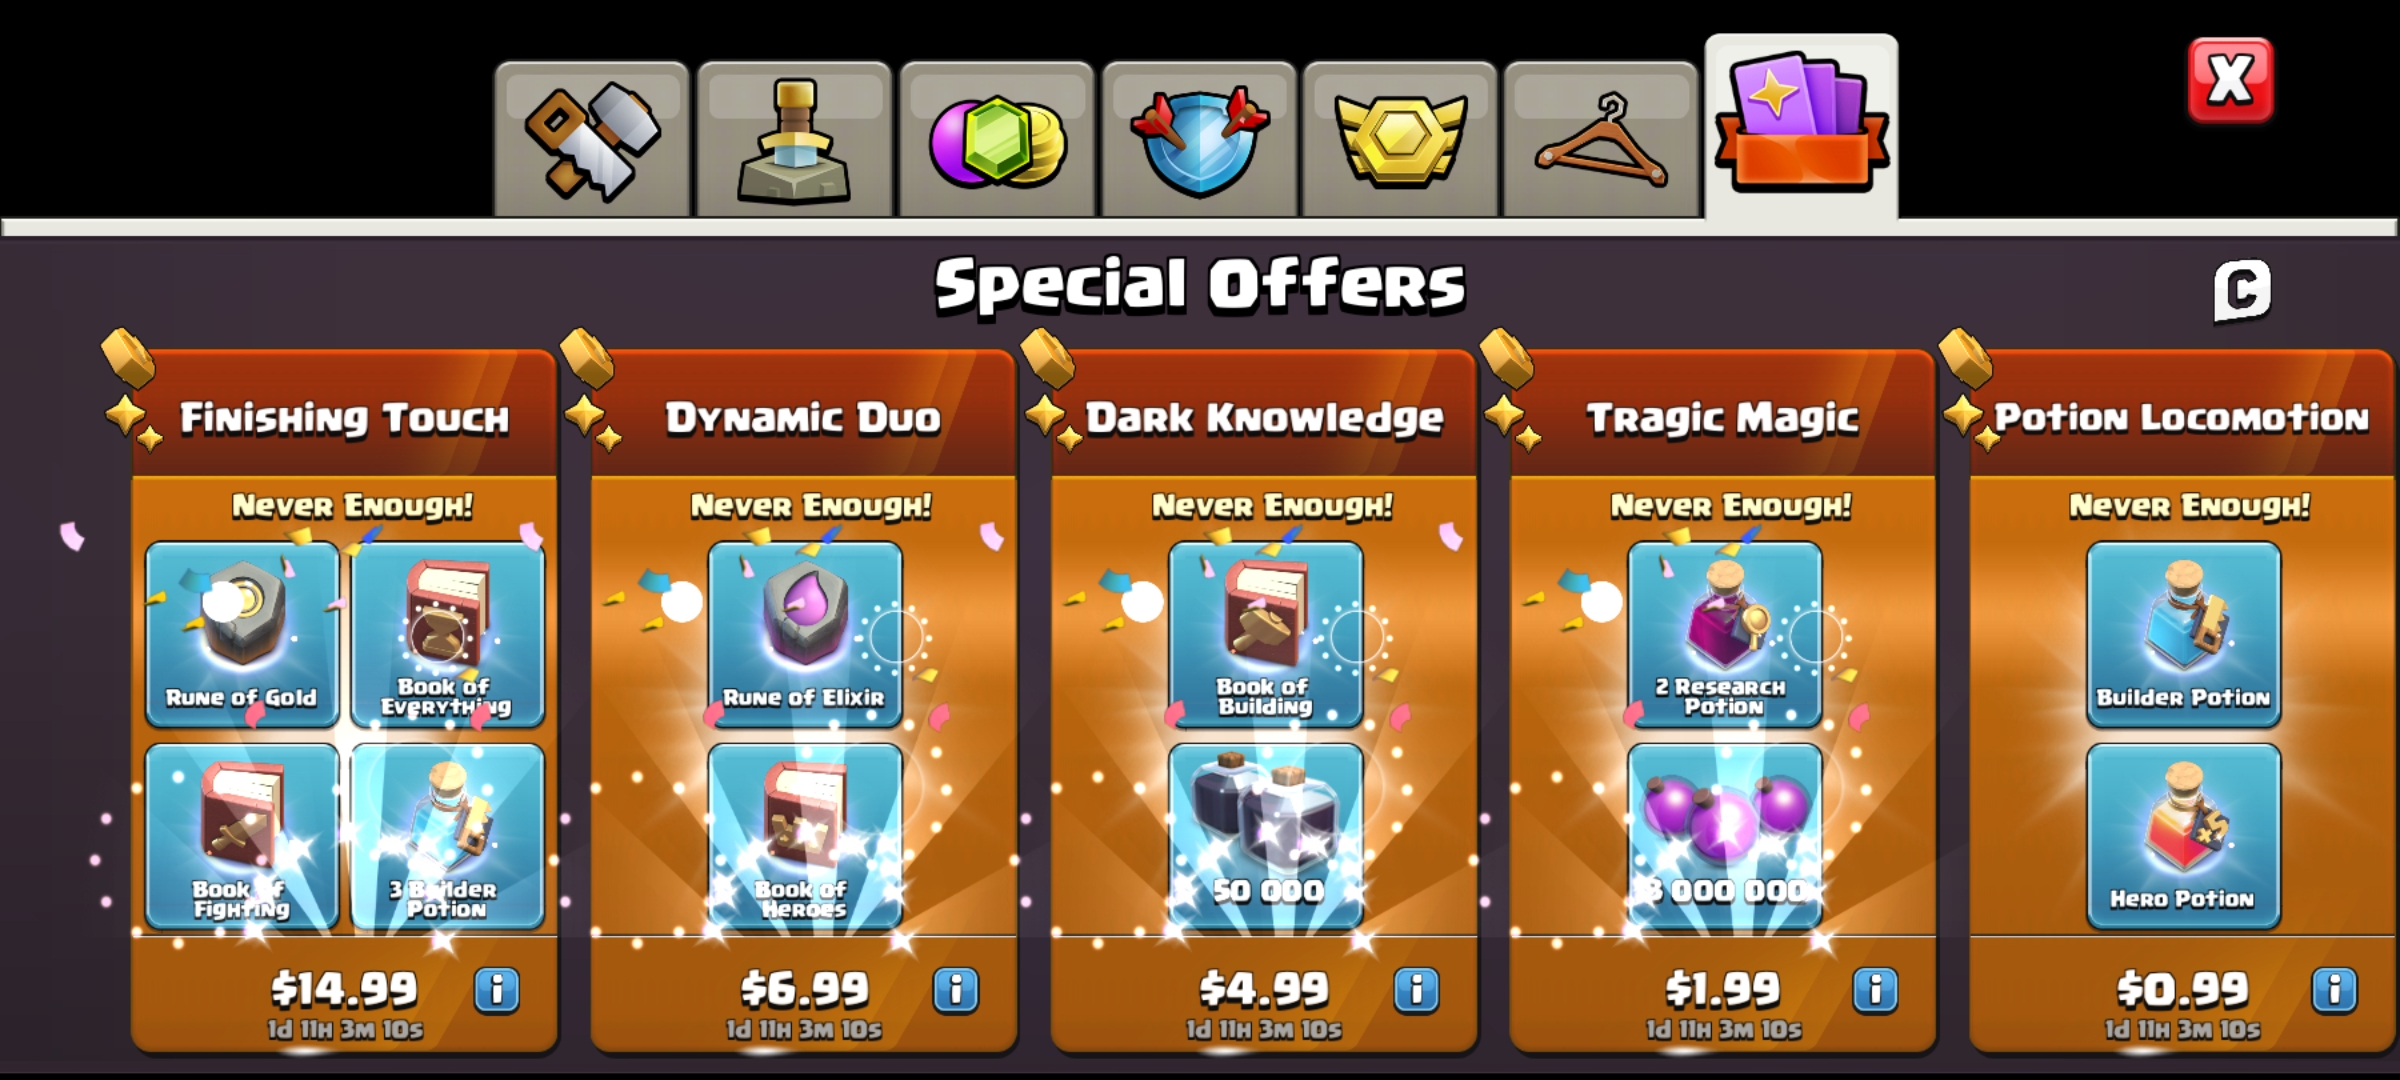 X
Special Offers
C
Finishing Touch
Never Enough!
Rune of Gold
Book of
Everything
Book of
Fighting
3 Builder
Potion
$14.99
i
1d 11H 3M 10s
Dynamic Duo
Never Enough!
Rune of Elixir
Book of
Heroes
$6.99
i
1d 11H 3M 10s
Dark Knowledge
Never Enough!
Book of
Building
50 000
$4.99
i
1d 11H 3M 10s
Tragic Magic
Never Enough!
2 Research
Potion
000 000
$1.99
i
1d 11H 3M 10s
Potion Locomotion
Never Enough!
Builder Potion
+5
Hero Potion
$0.99
i
1d 11H 3M 10s